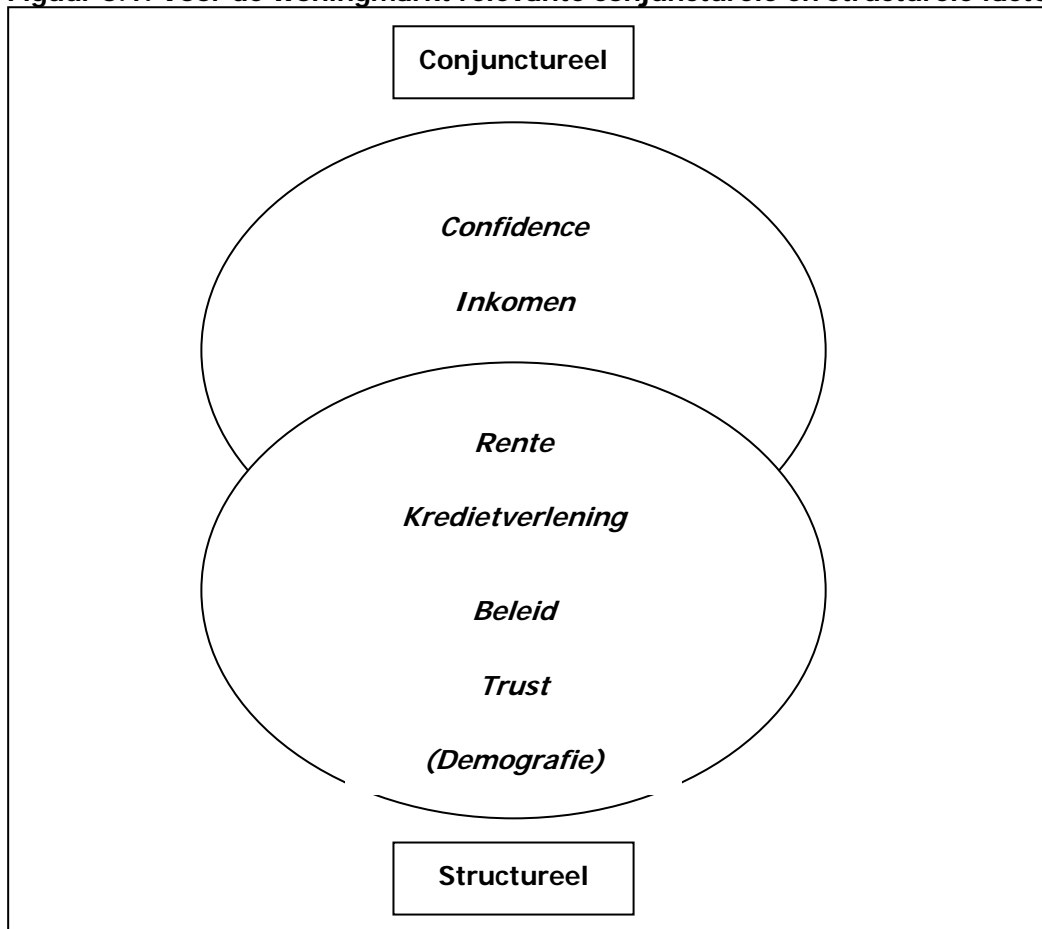 Conjunctureel
Confidence
Inkomen
Rente
Kredietverlening
Beleid
Trust
(Demografie)
Structureel